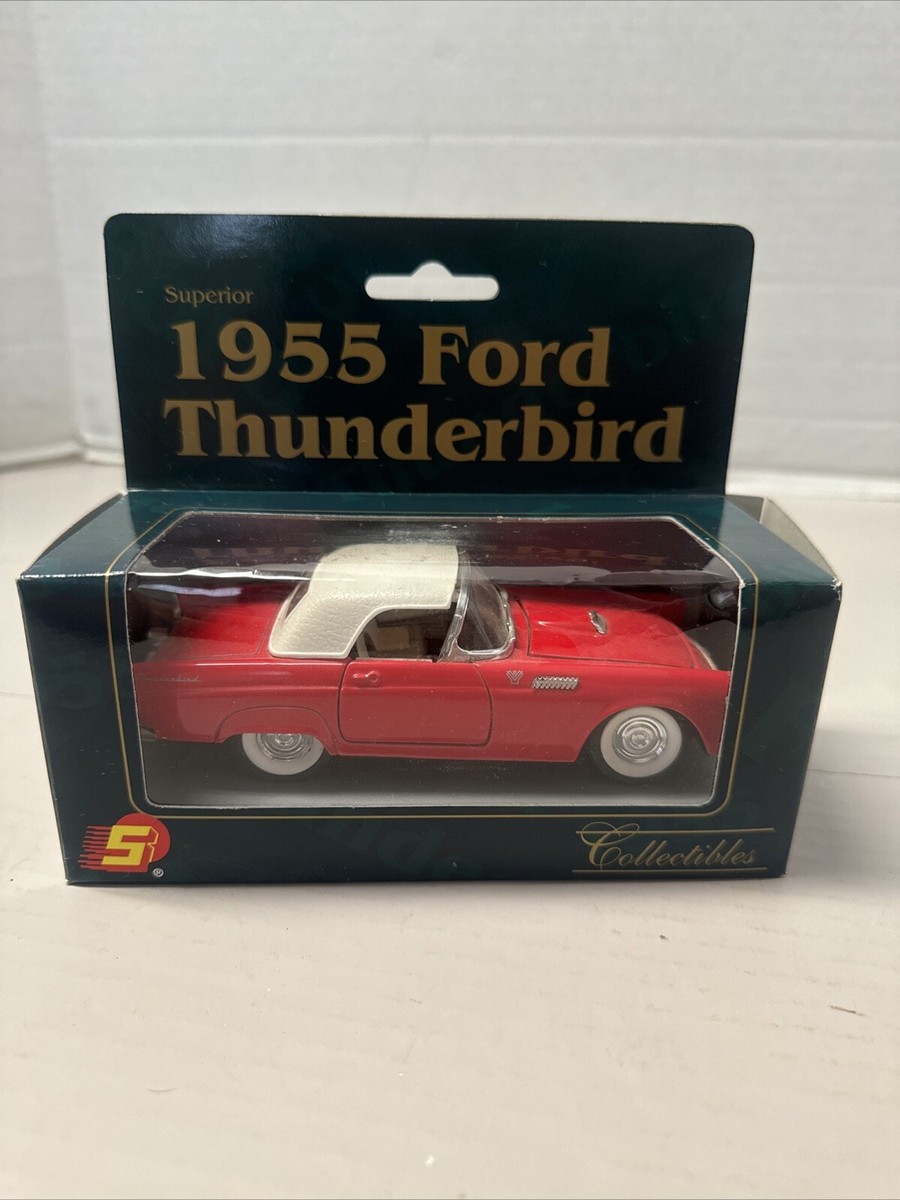 Superior
1955 Ford
Thunderbird
S
®
Collectibles